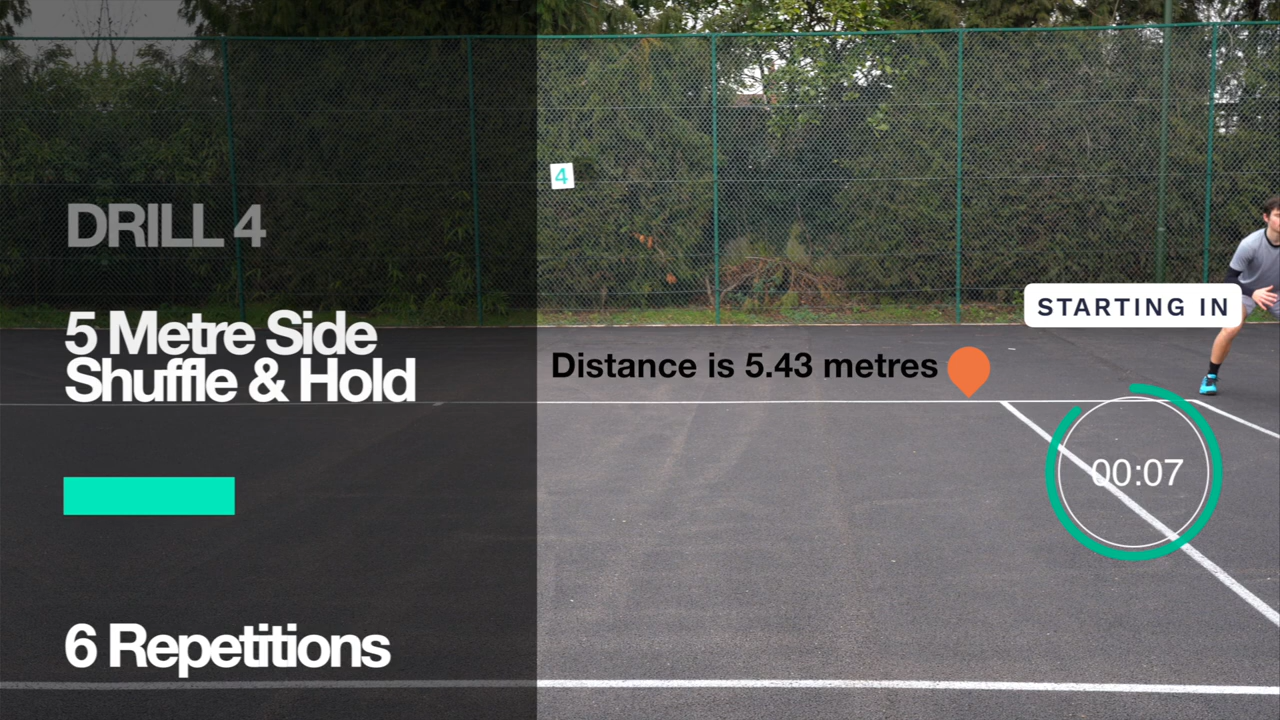 4
DRILL 4
5 Metre Side
Shuffle & Hold
6 Repetitions
STARTING IN
Distance is 5.43 metres
00:07